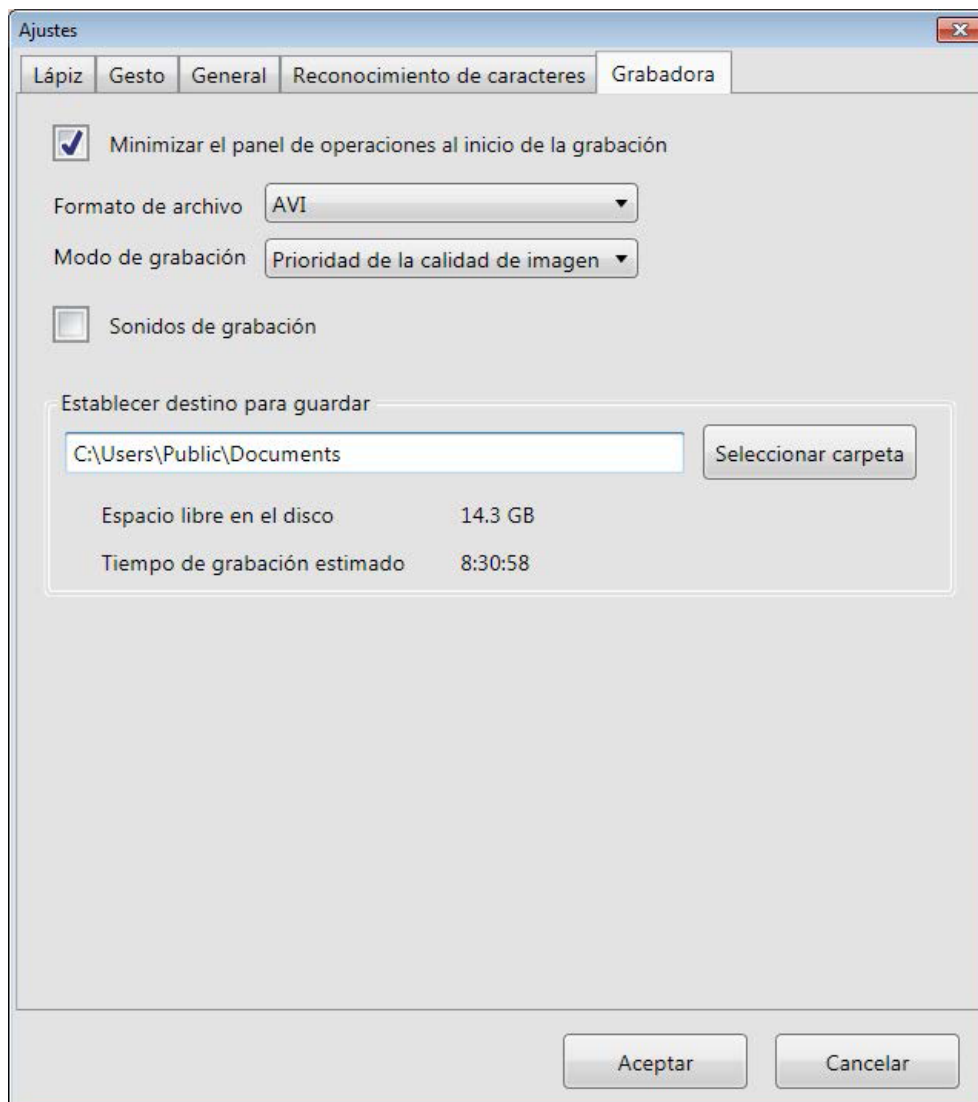 Ajustes
Lápiz Gesto General Reconocimiento de caracteres Grabadora
Minimizar el panel de operaciones al inicio de la grabación
Formato de archivo AVI
Modo de grabación Prioridad de la calidad de imagen
Sonidos de grabación
Establecer destino para guardar
C:\Users\Public\Documents Seleccionar carpeta
Espacio libre en el disco 14.3 GB
Tiempo de grabación estimado 8:30:58
Aceptar Cancelar